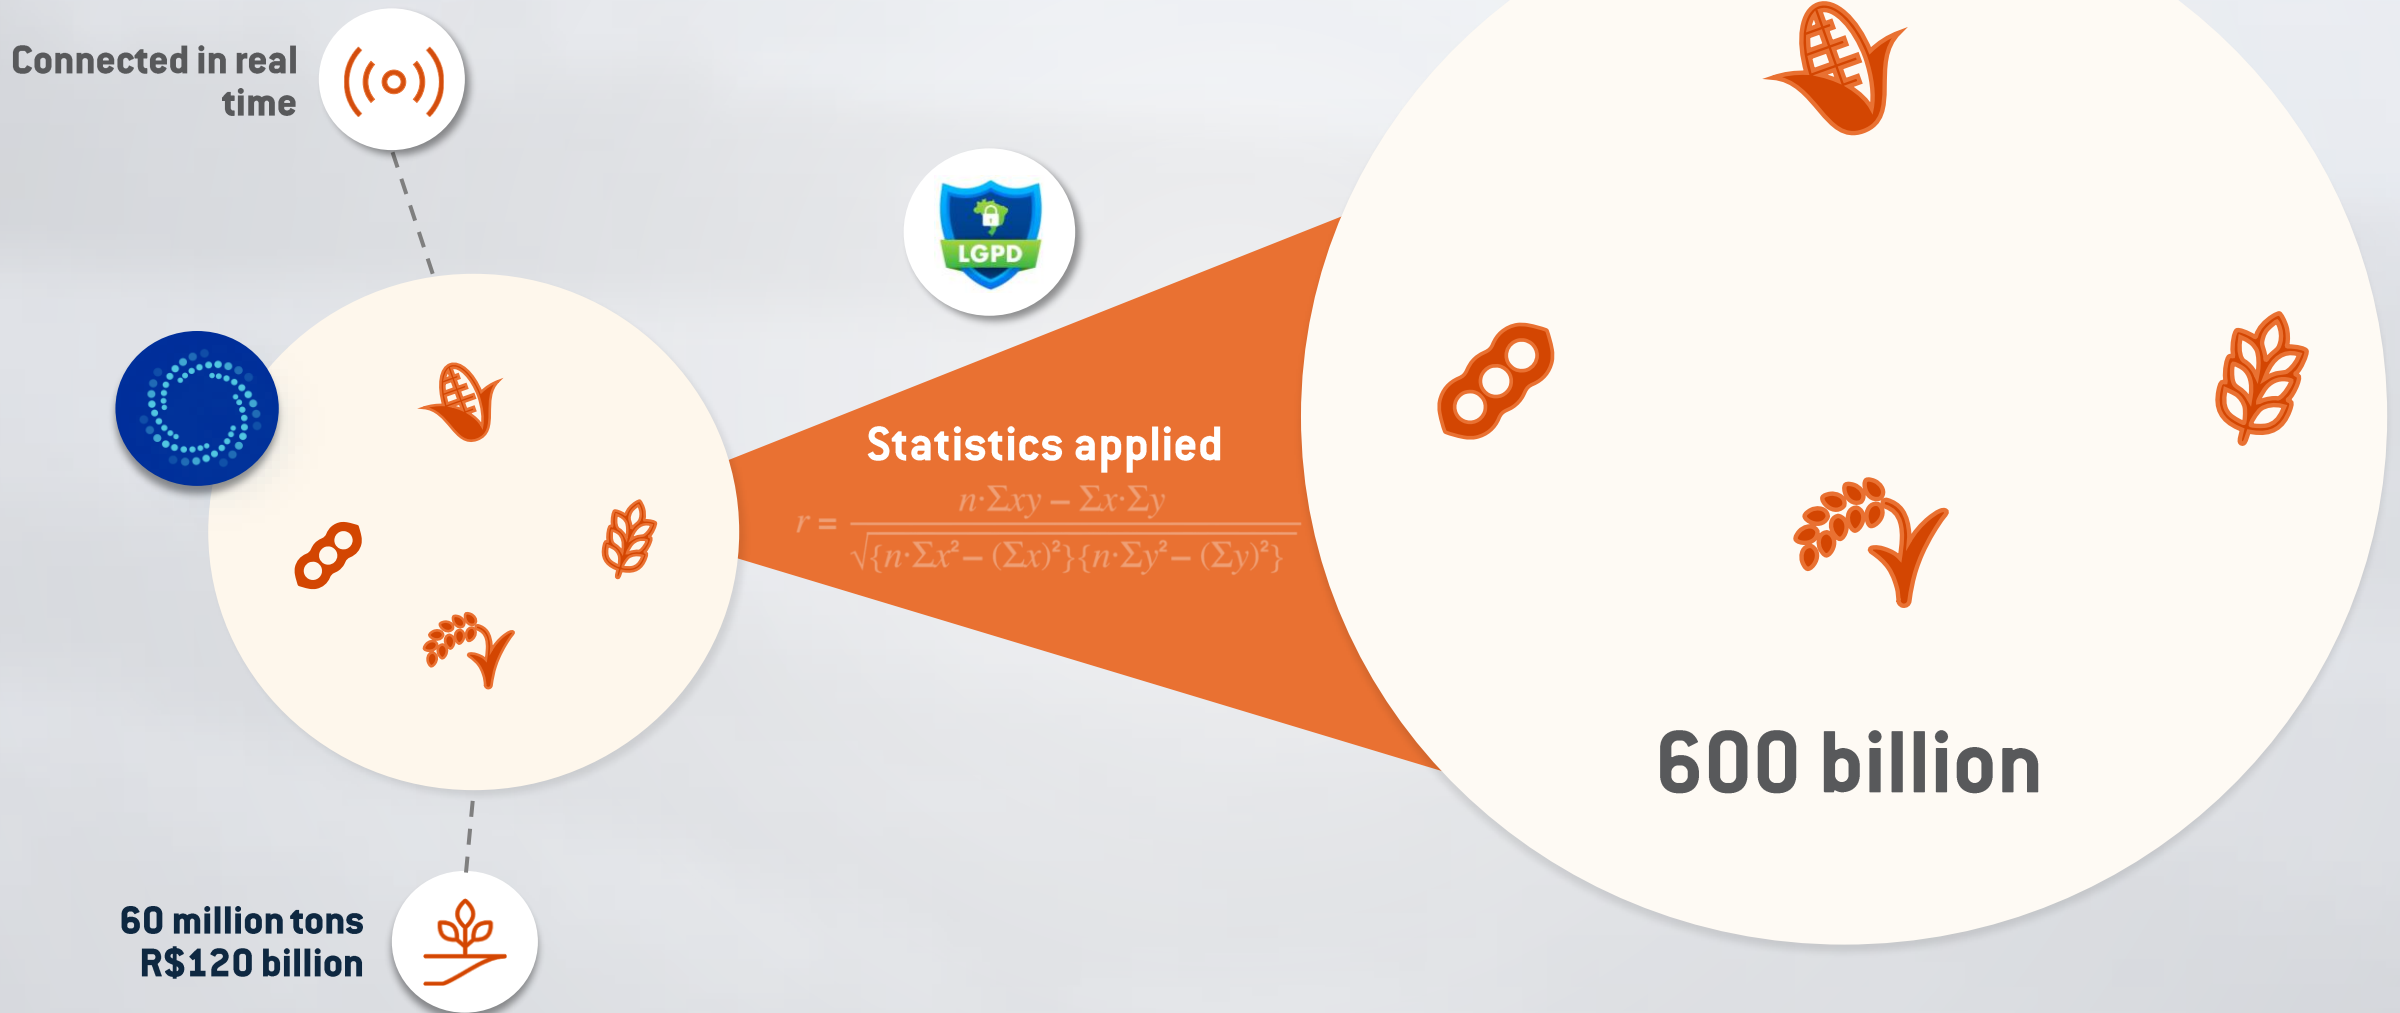 Connected in real
time
LGPD
Statistics applied
r = n·Σxy – Σx·Σy
√{n·Σx²– (Σx)²}{n·Σy²– (Σy)²}
600 billion
60 million tons
R$120 billion